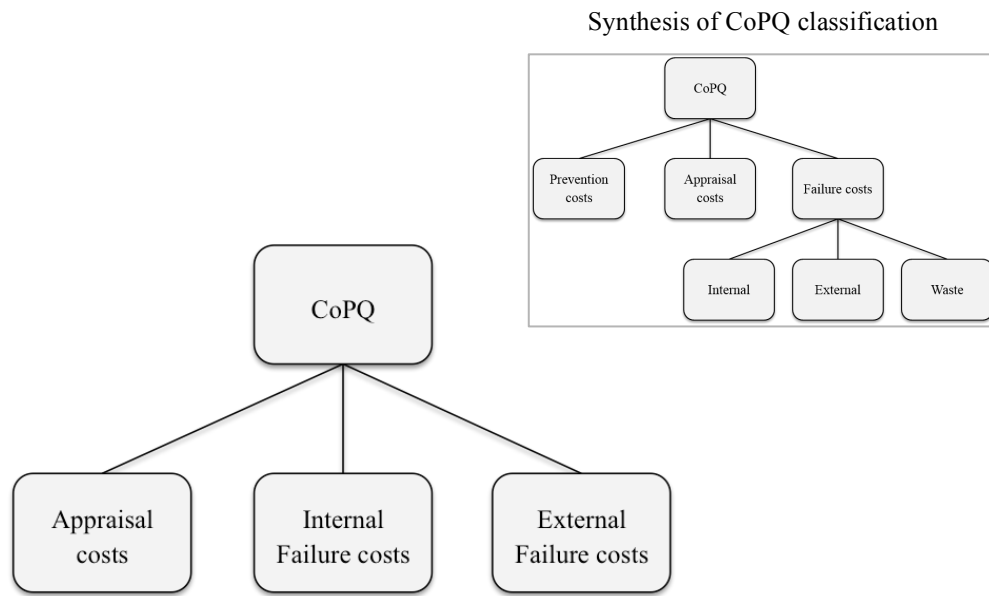 Synthesis of CoPQ classification
CoPQ
Prevention
costs
Appraisal
costs
Failure costs
Internal
External
Waste
CoPQ
Appraisal
costs
Internal
Failure costs
External
Failure costs